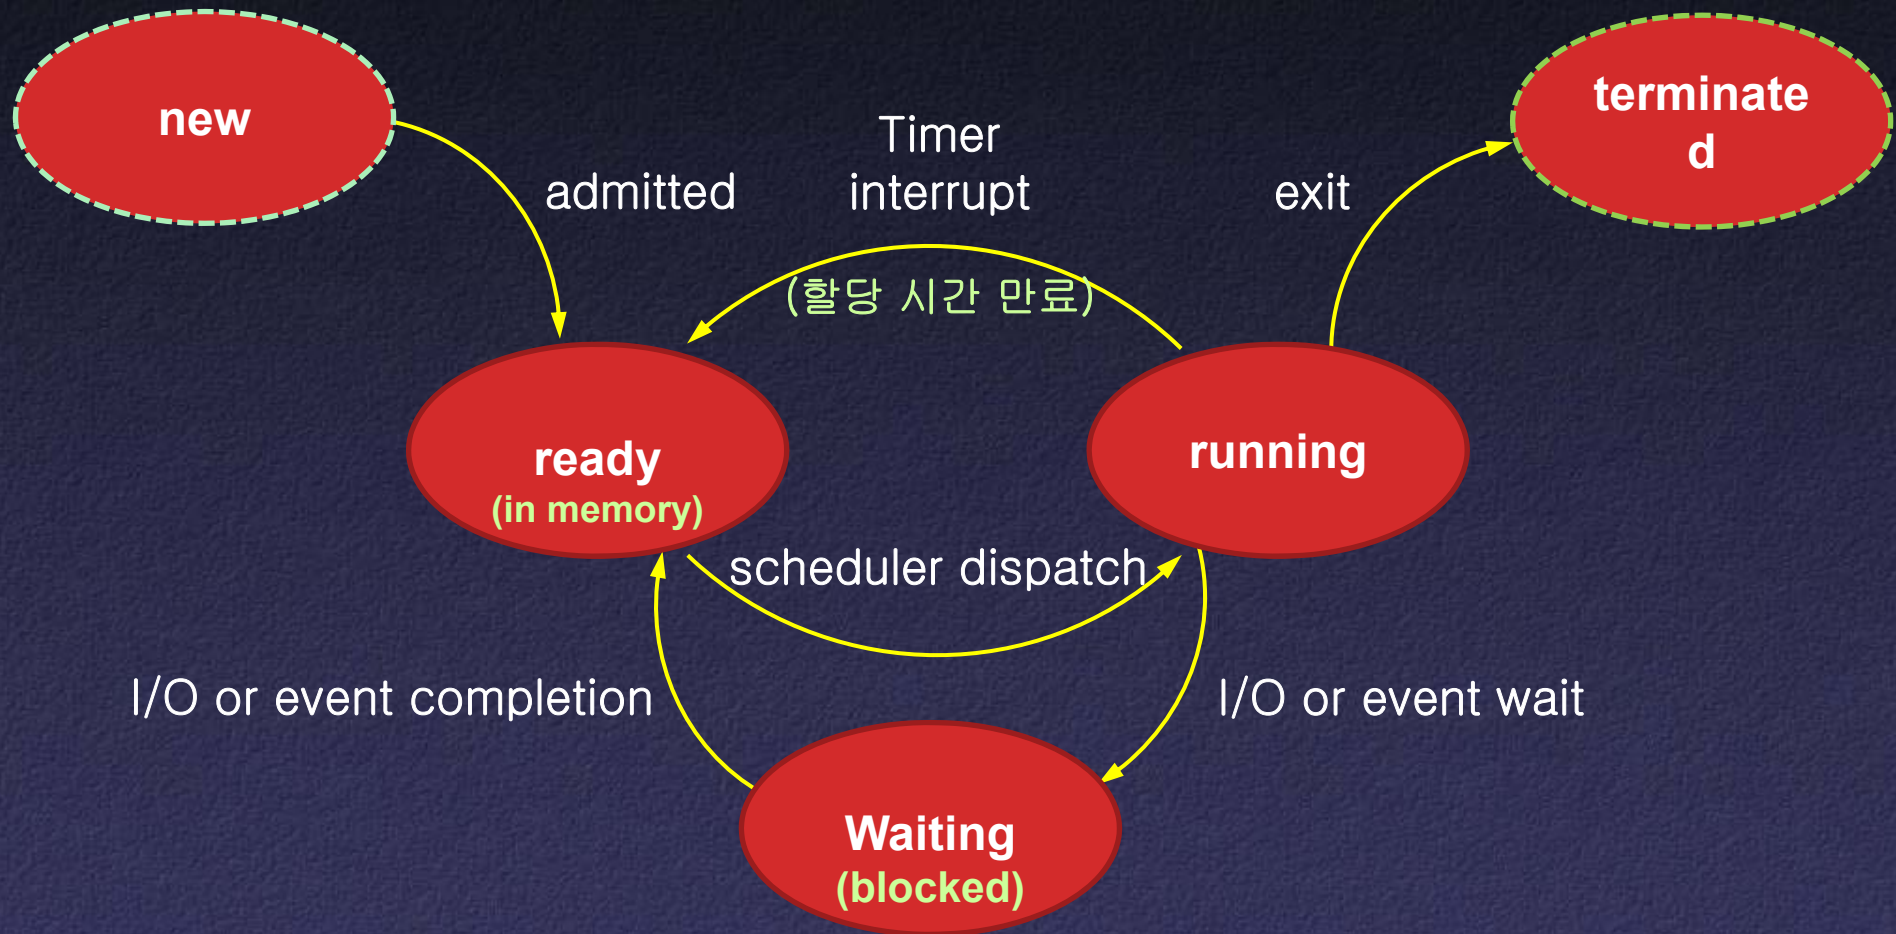 new
terminate
d
Timer
interrupt
admitted
exit
(할당 시간 만료)
ready
(in memory)
running
scheduler dispatch
I/O or event completion
I/O or event wait
Waiting
(blocked)